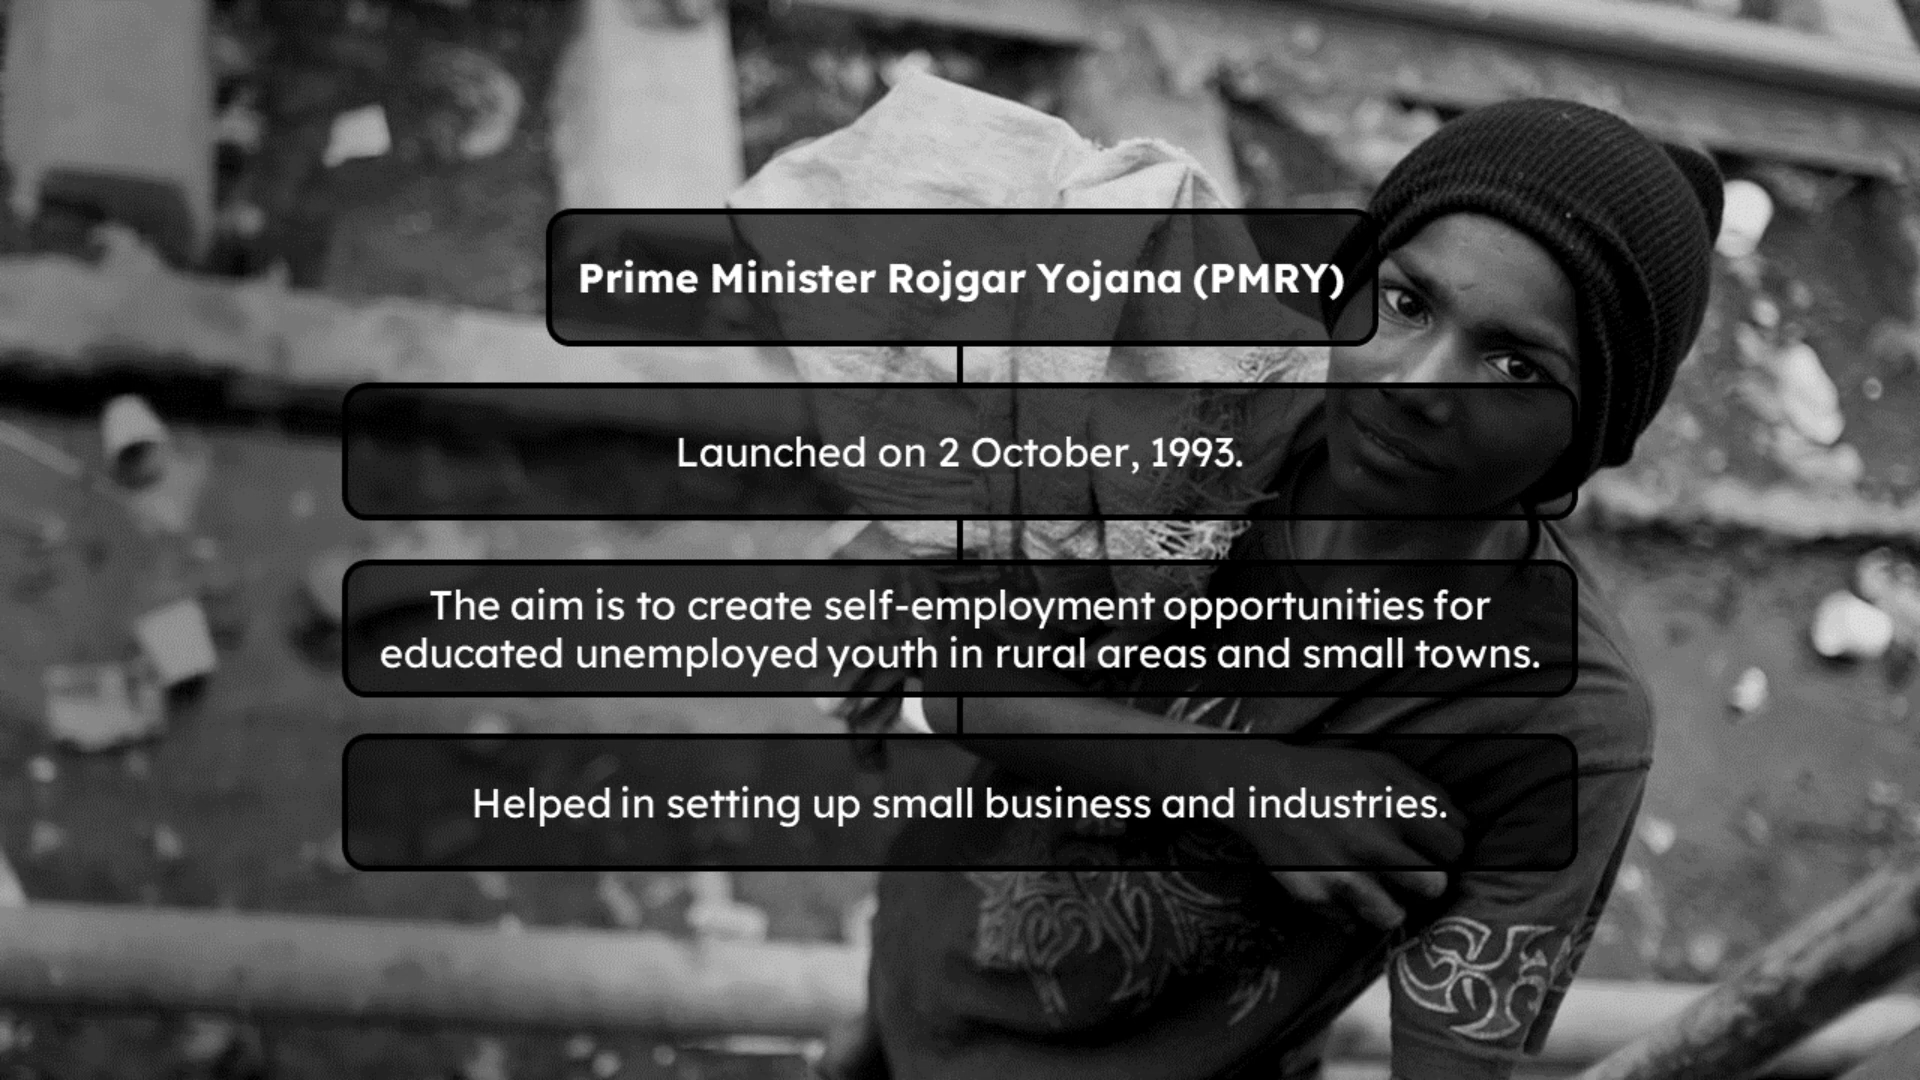 Prime Minister Rojgar Yojana (PMRY)
Launched on 2 October, 1993.
The aim is to create self-employment opportunities for
educated unemployed youth in rural areas and small towns.
Helped in setting up small business and industries.